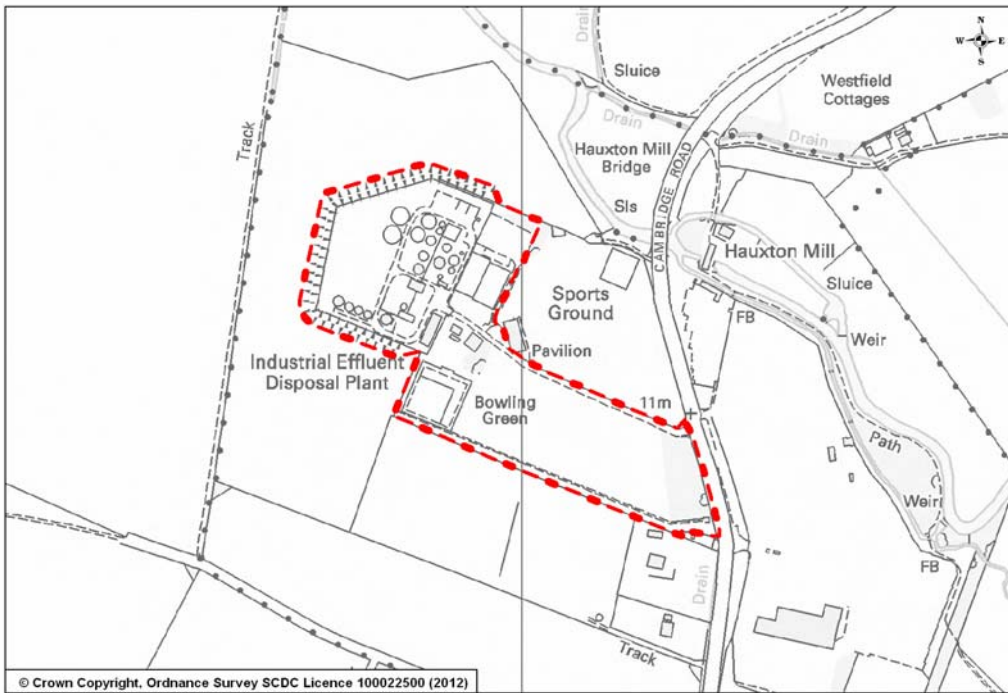 N
W E
S
Drain
Sluice
Westfield
Cottages
Track
Drain
Drain
Hauxton Mill
Bridge
Sls
CAMBRIDGE ROAD
Hauxton Mill
Sluice
Sports
Ground
FB
Weir
Pavilion
Industrial Effluent
Disposal Plant
Bowling
Green
11m
Path
Weir
FB
Drain
Track
© Crown Copyright, Ordnance Survey SCDC Licence 100022500 (2012)